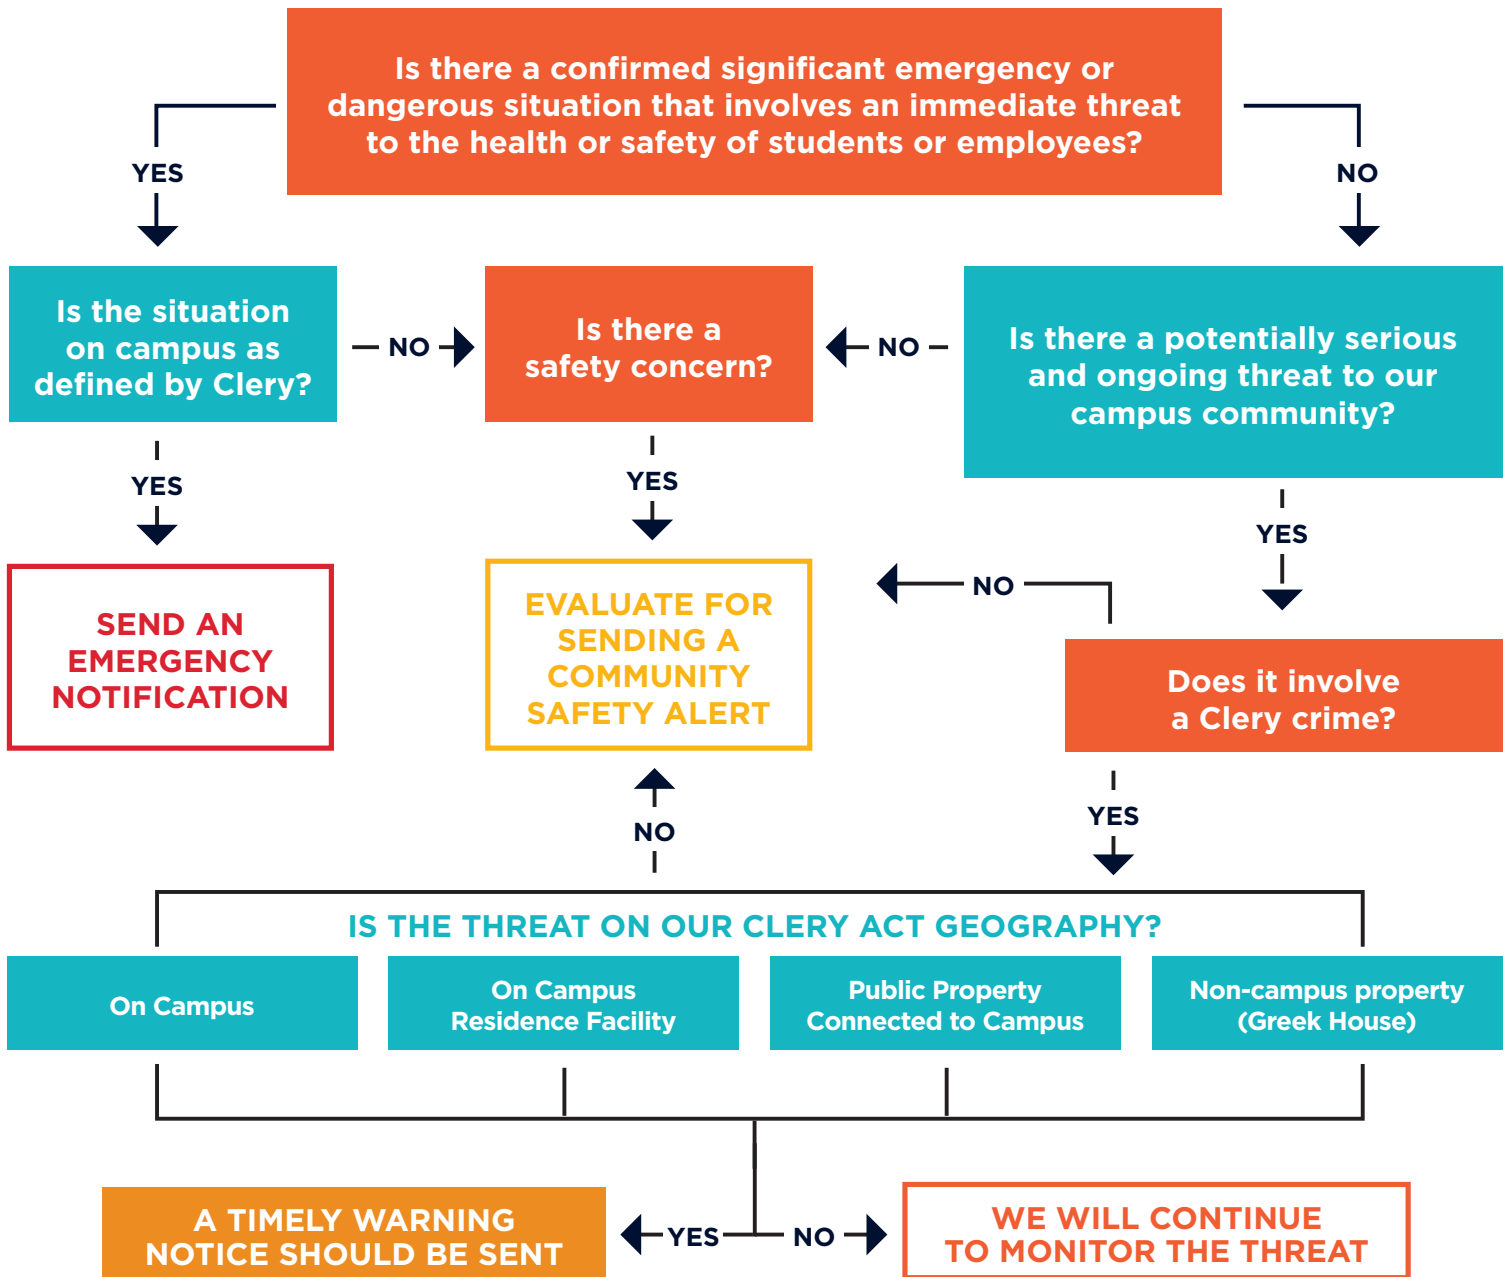 Is there a confirmed significant emergency or
dangerous situation that involves an immediate threat
to the health or safety of students or employees?
YES
NO
Is the situation
on campus as
defined by Clery?
NO
Is there a
safety concern?
NO
Is there a potentially serious
and ongoing threat to our
campus community?
YES
YES
YES
SEND AN
EMERGENCY
NOTIFICATION
EVALUATE FOR
SENDING A
COMMUNITY
SAFETY ALERT
NO
Does it involve
a Clery crime?
NO
YES
IS THE THREAT ON OUR CLERY ACT GEOGRAPHY?
On Campus
On Campus
Residence Facility
Public Property
Connected to Campus
Non-campus property
(Greek House)
A TIMELY WARNING
NOTICE SHOULD BE SENT
YES
NO
WE WILL CONTINUE
TO MONITOR THE THREAT